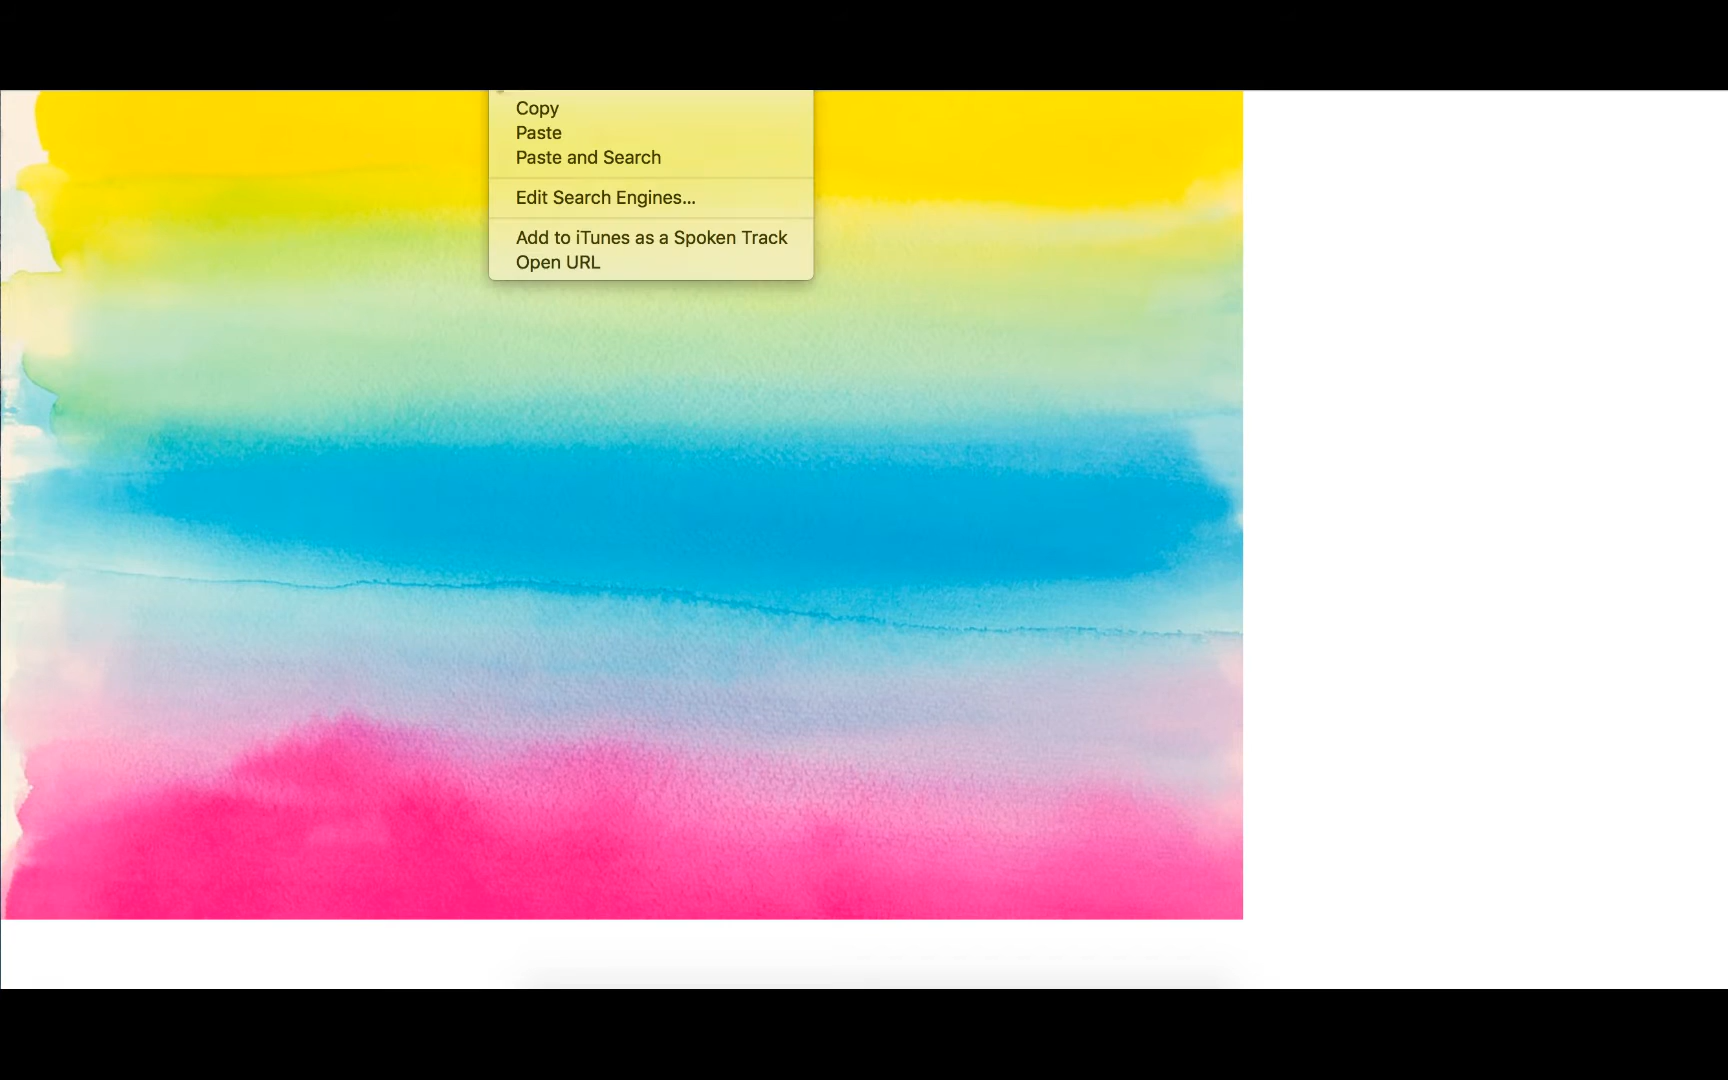 Copy
Paste
Paste and Search
Edit Search Engines...
Add to iTunes as a Spoken Track
Open URL